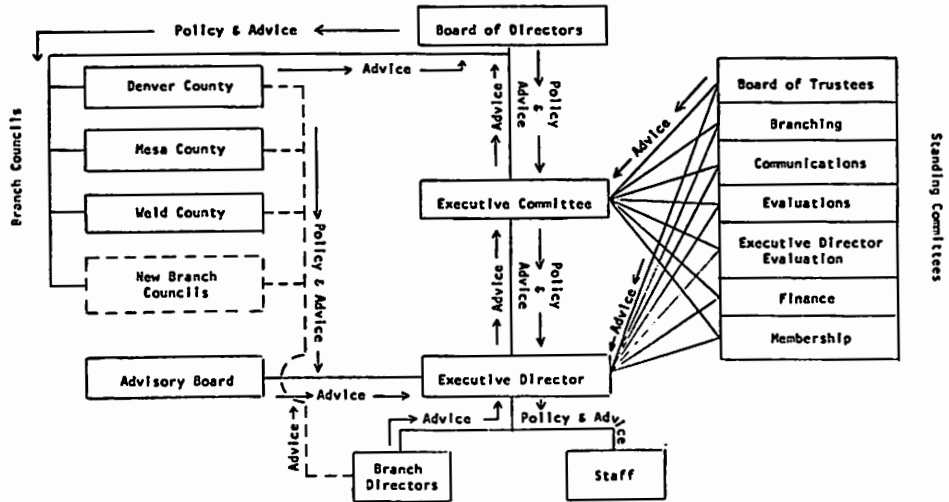 Board of Directors
Policy & Advice
Advice
Branch Councils
Denver County
Mesa County
Weld County
New Branch
Councils
Policy & Advice
Advice
Policy & Advice
Executive Committee
Advice
Policy & Advice
Advice
Board of Trustees
Branching
Communications
Evaluations
Executive Director
Evaluation
Finance
Membership
Standing Committees
Advice
Advisory Board
Executive Director
Advice
Advice
Advice
Policy & Advice
Branch
Directors
Staff